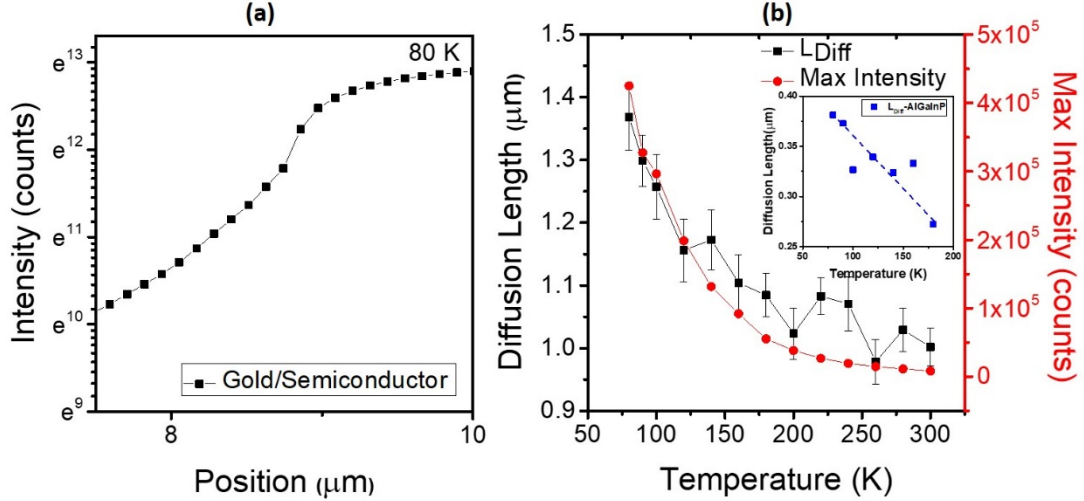 (a)
80 K
e13
e12
e11
e10
e9
Intensity (counts)
Gold/Semiconductor
8
10
Position (μm)
(b)
1.5
1.4
1.3
1.2
1.1
1.0
0.9
Diffusion Length (μm)
LDiff
Max Intensity
5x10⁵
4x10⁵
3x10⁵
2x10⁵
1x10⁵
0
Max Intensity (counts)
0.40
0.35
0.30
0.25
Diffusion Length(μm)
LDiff-AlGaInP
50
100
150
200
Temperature (K)
50
100
150
200
250
300
Temperature (K)